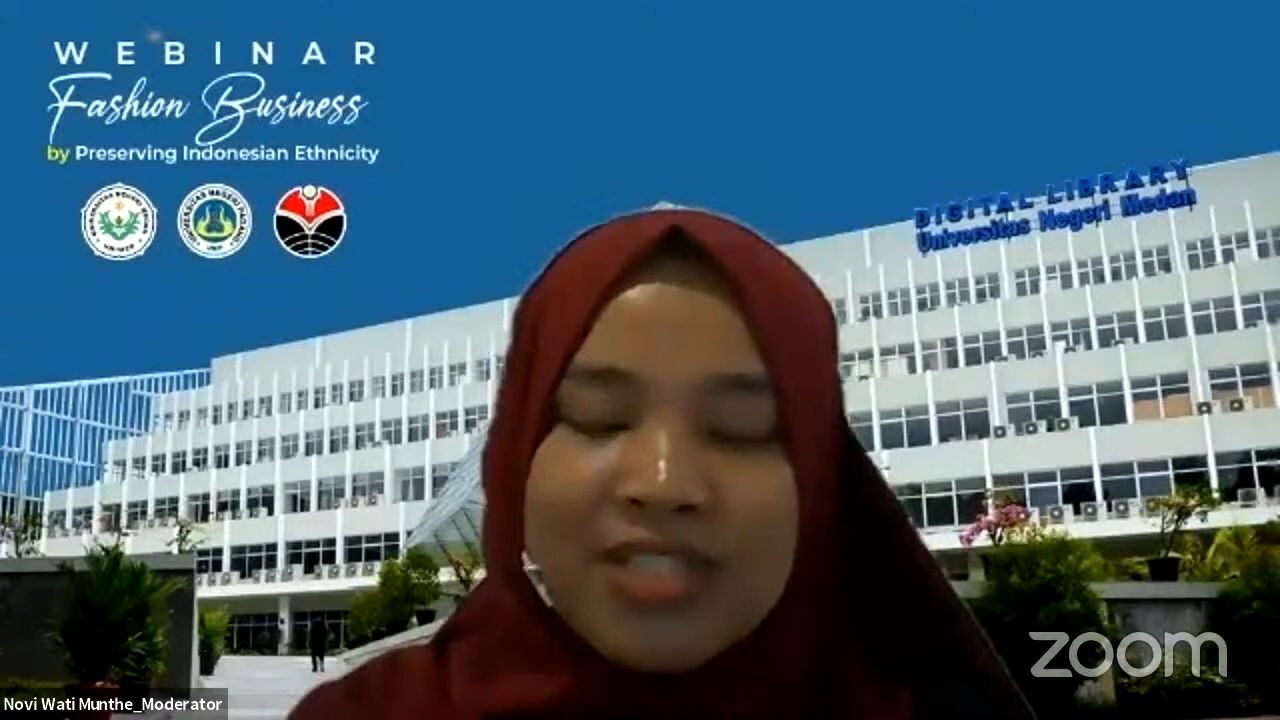 WEBINAR
Fashion Business
by Preserving Indonesian Ethnicity
DIGITAL LIBRARY
Universitas Negeri Medan
zoom
Novi Wati Munthe_Moderator